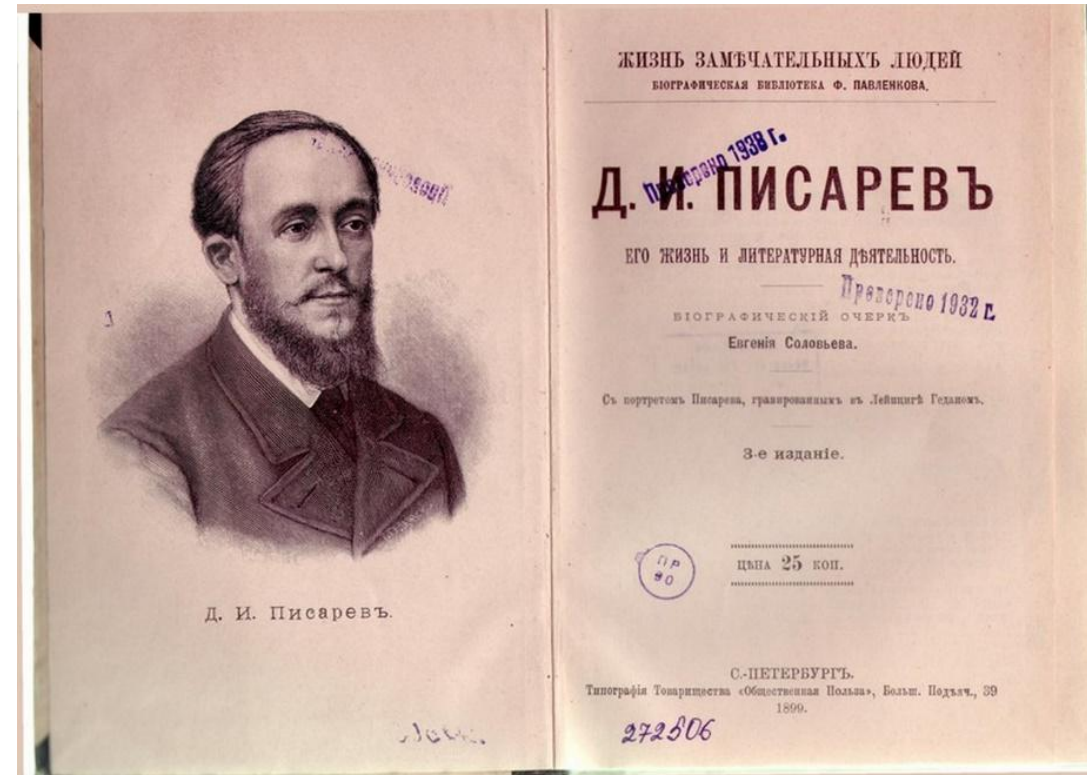 Д. И. Писаревъ.
ЖИЗНЬ ЗАМѢЧАТЕЛЬНЫХЪ ЛЮДЕЙ
БІОГРАФИЧЕСКАЯ БИБЛІОТЕКА Ф. ПАВЛЕНКОВА.
Проверено 1938 г.
Д. И. ПИСАРЕВЪ
ЕГО ЖИЗНЬ И ЛИТЕРАТУРНАЯ ДѢЯТЕЛЬНОСТЬ.
Проверено 1932 г.
БІОГРАФИЧЕСКІЙ ОЧЕРКЪ
Евгенія Соловьева.
Съ портретомъ Писарева, гравированнымъ въ Лейпцигѣ Геданомъ.
3-е изданіе.
ПР
90
ЦѢНА 25 КОП.
С.-ПЕТЕРБУРГЪ.
Типографія Товарищества «Общественная Польза», Больш. Подъяч., 39
1899.
272506